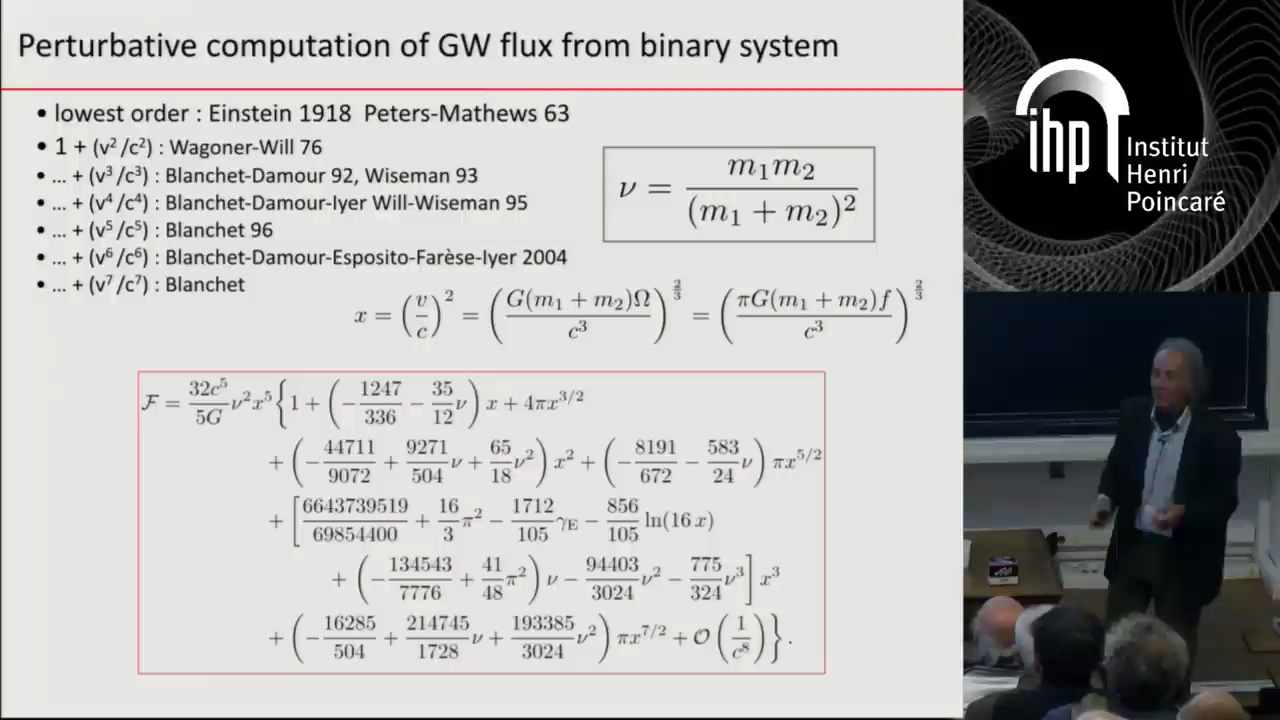 Perturbative computation of GW flux from binary system
• lowest order : Einstein 1918 Peters-Mathews 63
• 1 + (v² /c²) : Wagoner-Will 76
• ... + (v³ /c³) : Blanchet-Damour 92, Wiseman 93
• ... + (v⁴ /c⁴) : Blanchet-Damour-Iyer Will-Wiseman 95
• ... + (v⁵ /c⁵) : Blanchet 96
• ... + (v⁶ /c⁶) : Blanchet-Damour-Esposito-Farèse-Iyer 2004
• ... + (v⁷ /c⁷) : Blanchet
ν = m₁m₂ / (m₁ + m₂)²
x = (v/c)² = (G(m₁ + m₂)Ω / c³)^(2/3) = (πG(m₁ + m₂)f / c³)^(2/3)
ℱ = 32c⁵/5G ν²x⁵ {1 + (−1247/336 − 35/12 ν) x + 4πx^(3/2)
+ (−44711/9072 + 9271/504 ν + 65/18 ν²) x² + (−8191/672 − 583/24 ν) πx^(5/2)
+ [6643739519/69854400 + 16/3 π² − 1712/105 γ_E − 856/105 ln(16 x)
+ (−134543/7776 + 41/48 π²) ν − 94403/3024 ν² − 775/324 ν³] x³
+ (−16285/504 + 214745/1728 ν + 193385/3024 ν²) πx^(7/2) + 𝒪(1/c⁸)} .
ihp
Institut
Henri
Poincaré